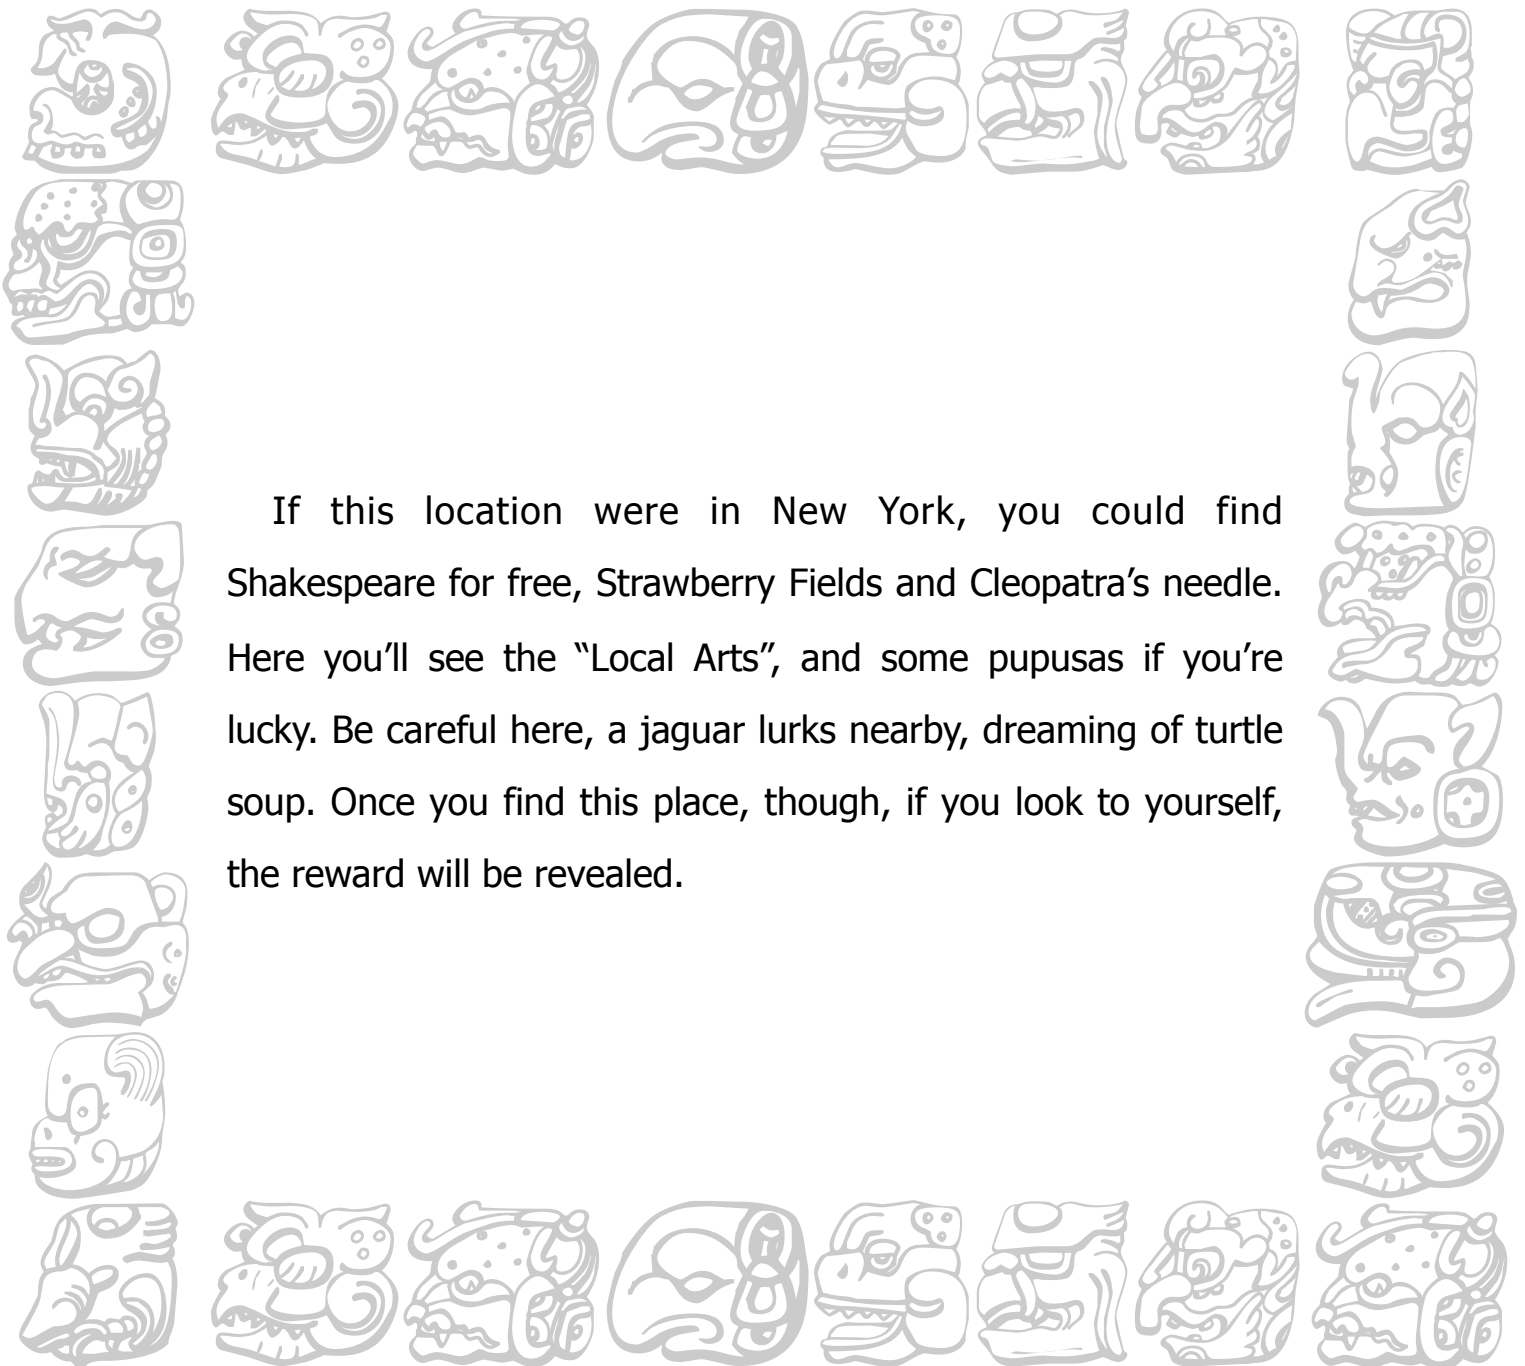 If this location were in New York, you could find
Shakespeare for free, Strawberry Fields and Cleopatra’s needle.
Here you’ll see the “Local Arts”, and some pupusas if you’re
lucky. Be careful here, a jaguar lurks nearby, dreaming of turtle
soup. Once you find this place, though, if you look to yourself,
the reward will be revealed.